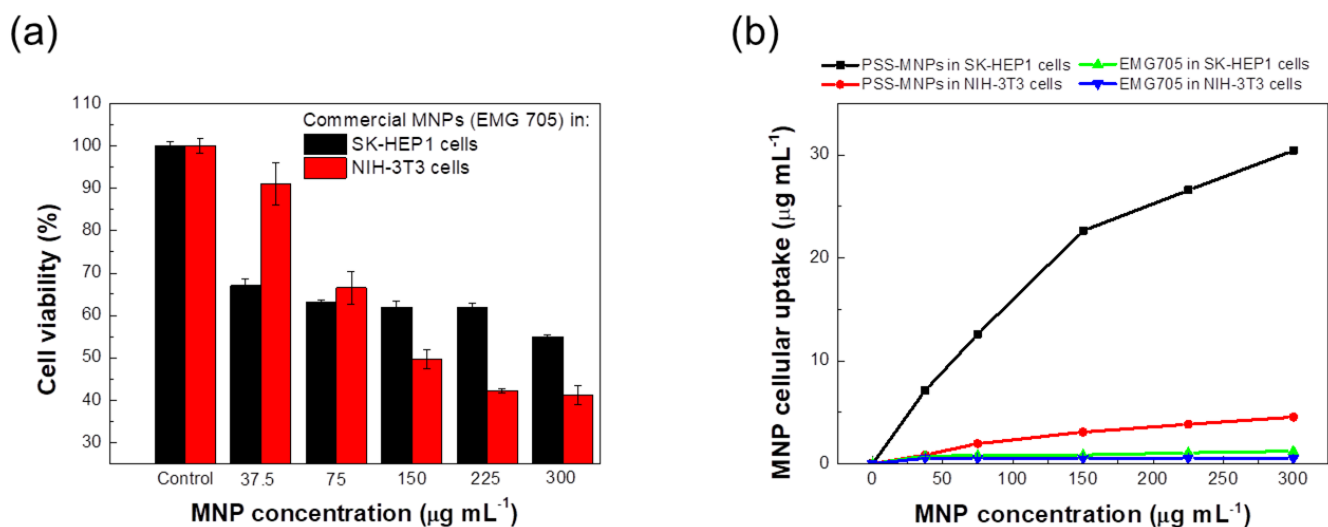 (a)
(b)
Commercial MNPs (EMG 705) in:
SK-HEP1 cells
NIH-3T3 cells
Cell viability (%)
100
90
80
70
60
50
40
30
Control 37.5 75 150 225 300
MNP concentration (μg mL⁻¹)
PSS-MNPs in SK-HEP1 cells EMG705 in SK-HEP1 cells
PSS-MNPs in NIH-3T3 cells EMG705 in NIH-3T3 cells
MNP cellular uptake (μg mL⁻¹)
30
20
10
0
0 50 100 150 200 250 300
MNP concentration (μg mL⁻¹)